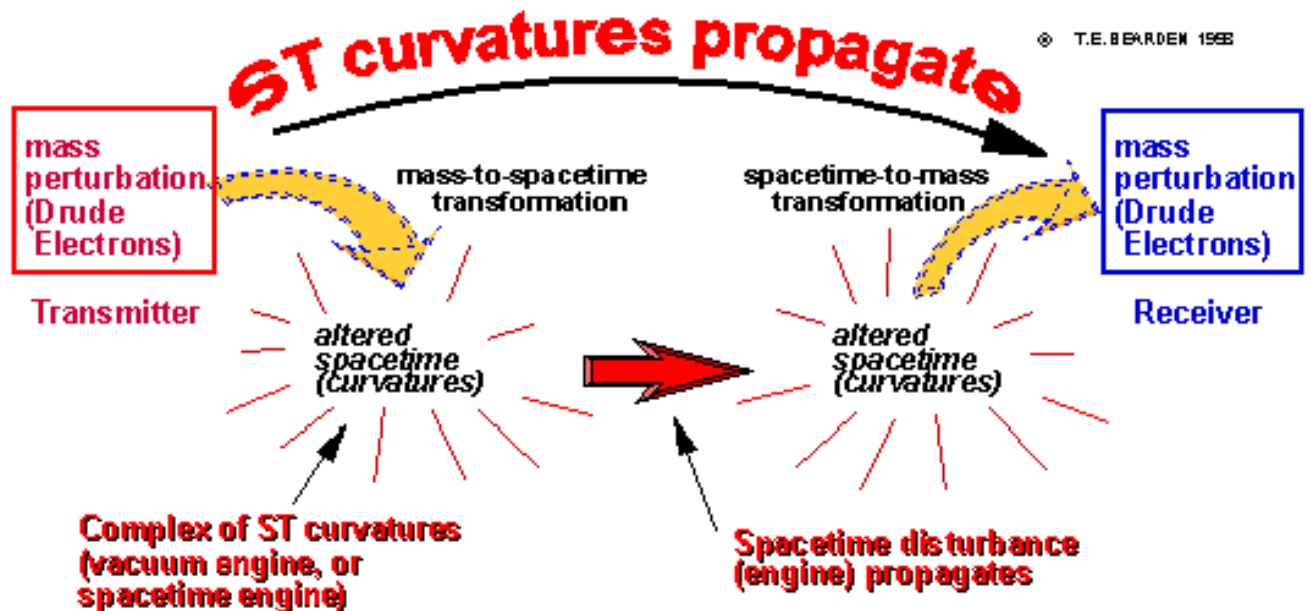 ST curvatures propagate
© T.E.BEARDEN 1998
mass
perturbation
(Drude
Electrons)
Transmitter
mass-to-spacetime
transformation
spacetime-to-mass
transformation
mass
perturbation
(Drude
Electrons)
Receiver
altered
spacetime
(curvatures)
altered
spacetime
(curvatures)
Complex of ST curvatures
(vacuum engine, or
spacetime engine)
Spacetime disturbance
(engine) propagates